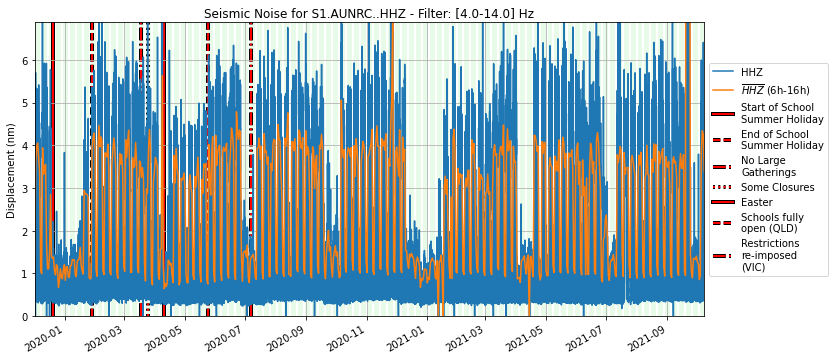 Seismic Noise for S1.AUNRC..HHZ - Filter: [4.0-14.0] Hz
Displacement (nm)
6
5
4
3
2
1
0
2020-01
2020-03
2020-05
2020-07
2020-09
2020-11
2021-01
2021-03
2021-05
2021-07
2021-09
HHZ
HHZ (6h-16h)
Start of School
Summer Holiday
End of School
Summer Holiday
No Large
Gatherings
Some Closures
Easter
Schools fully
open (QLD)
Restrictions
re-imposed
(VIC)